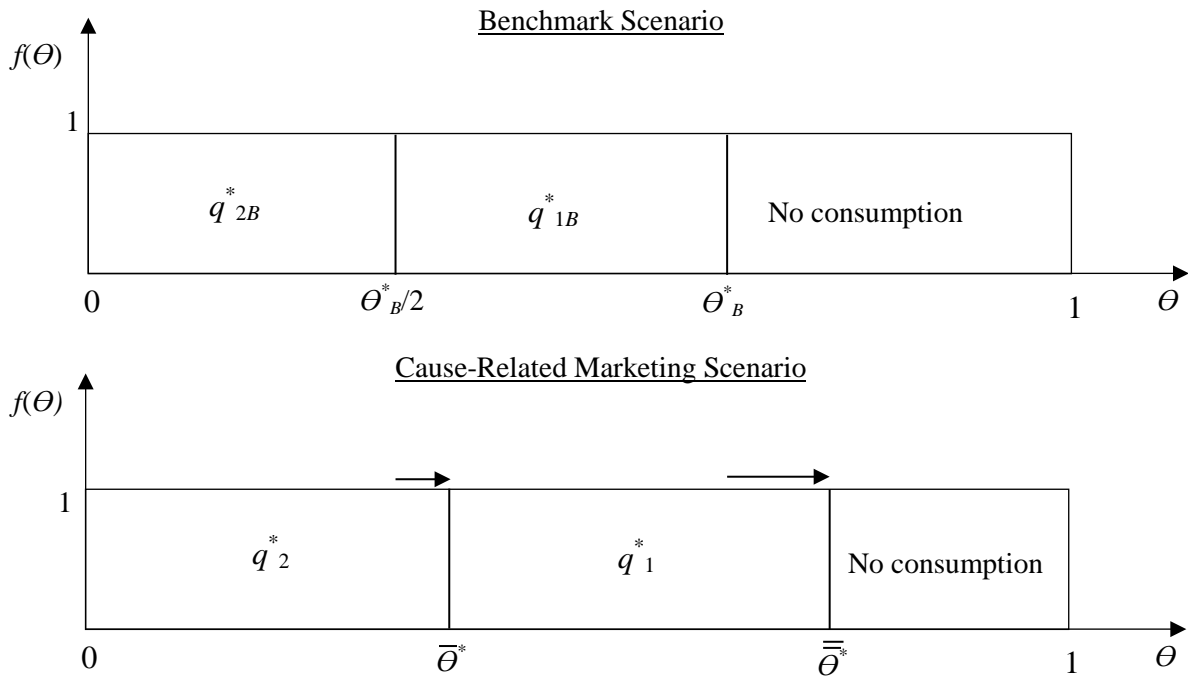 Benchmark Scenario
f(Ө)
1
q*2B
q*1B
No consumption
0
Ө*B/2
Ө*B
1
Ө
Cause-Related Marketing Scenario
f(Ө)
1
q*2
q*1
No consumption
0
Ө̅*
Ө̿*
1
Ө